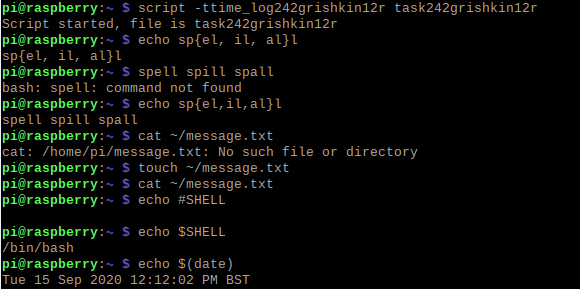 pi@raspberry:~ $ script -ttime_log242grishkin12r task242grishkin12r
Script started, file is task242grishkin12r
pi@raspberry:~ $ echo sp{el, il, al}l
sp{el, il, al}l
pi@raspberry:~ $ spell spill spall
bash: spell: command not found
pi@raspberry:~ $ echo sp{el,il,al}l
spell spill spall
pi@raspberry:~ $ cat ~/message.txt
cat: /home/pi/message.txt: No such file or directory
pi@raspberry:~ $ touch ~/message.txt
pi@raspberry:~ $ cat ~/message.txt
pi@raspberry:~ $ echo #SHELL
pi@raspberry:~ $ echo $SHELL
/bin/bash
pi@raspberry:~ $ echo $(date)
Tue 15 Sep 2020 12:12:02 PM BST